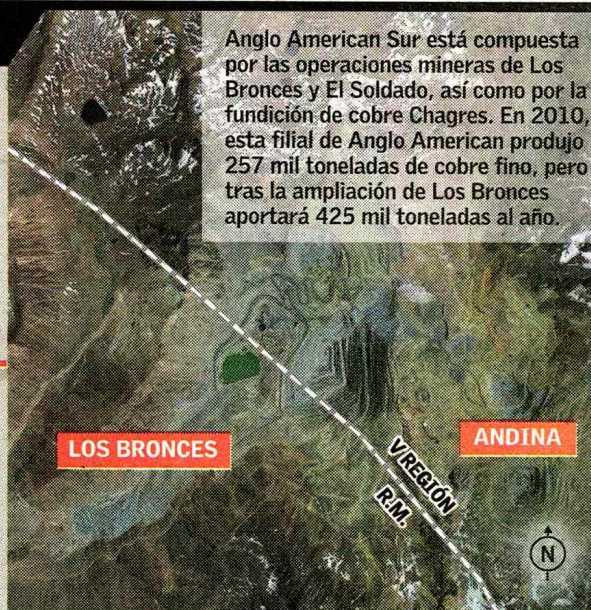 Anglo American Sur está compuesta
por las operaciones mineras de Los
Bronces y El Soldado, así como por la
fundición de cobre Chagres. En 2010,
esta filial de Anglo American produjo
257 mil toneladas de cobre fino, pero
tras la ampliación de Los Bronces
aportará 425 mil toneladas al año.
LOS BRONCES
ANDINA
V REGIÓN
R.M.
N